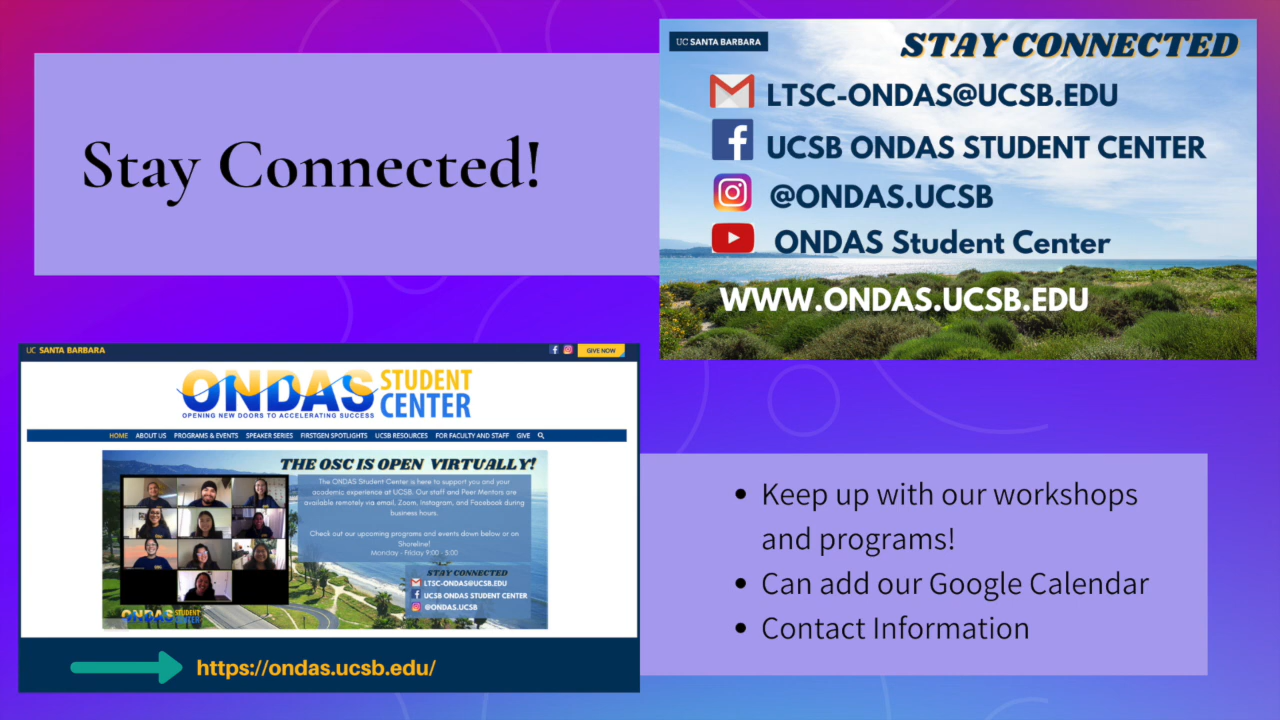 Stay Connected!
UC SANTA BARBARA
STAY CONNECTED
LTSC-ONDAS@UCSB.EDU
UCSB ONDAS STUDENT CENTER
@ONDAS.UCSB
ONDAS Student Center
WWW.ONDAS.UCSB.EDU
UC SANTA BARBARA
GIVE NOW
ONDAS STUDENT CENTER
OPENING NEW DOORS TO ACCELERATING SUCCESS
HOME ABOUT US PROGRAMS & EVENTS SPEAKER SERIES FIRSTGEN SPOTLIGHTS UCSB RESOURCES FOR FACULTY AND STAFF GIVE
THE OSC IS OPEN VIRTUALLY!
The ONDAS Student Center is here to support you and your
academic experience at UCSB. Our staff and Peer Mentors are
available remotely via email, Zoom, Instagram, and Facebook during
business hours.
Check out our upcoming programs and events down below or on
Shoreline!
Monday - Friday 9:00 - 5:00
STAY CONNECTED
LTSC-ONDAS@UCSB.EDU
UCSB ONDAS STUDENT CENTER
@ONDAS.UCSB
ONDAS STUDENT CENTER
https://ondas.ucsb.edu/
• Keep up with our workshops
and programs!
• Can add our Google Calendar
• Contact Information